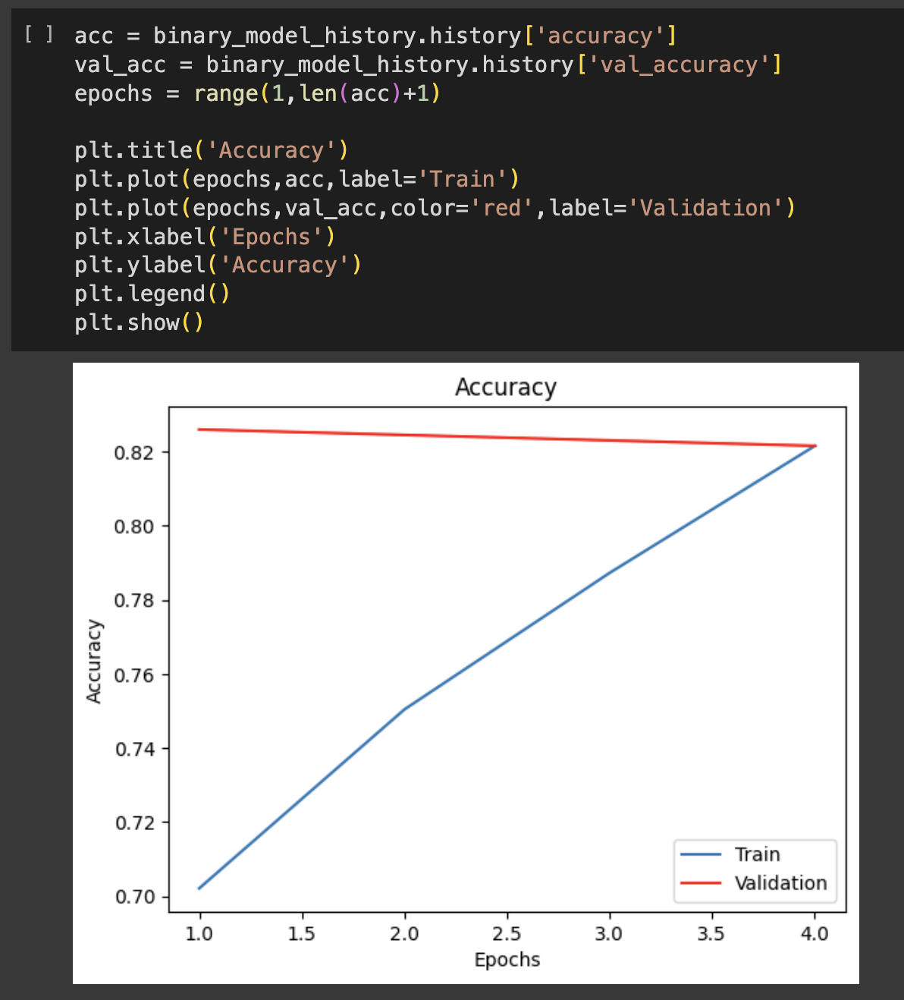 [ ] acc = binary_model_history.history['accuracy']
val_acc = binary_model_history.history['val_accuracy']
epochs = range(1,len(acc)+1)
plt.title('Accuracy')
plt.plot(epochs,acc,label='Train')
plt.plot(epochs,val_acc,color='red',label='Validation')
plt.xlabel('Epochs')
plt.ylabel('Accuracy')
plt.legend()
plt.show()
Accuracy
0.82
0.80
0.78
0.76
0.74
0.72
0.70
Accuracy
Train
Validation
1.0 1.5 2.0 2.5 3.0 3.5 4.0
Epochs